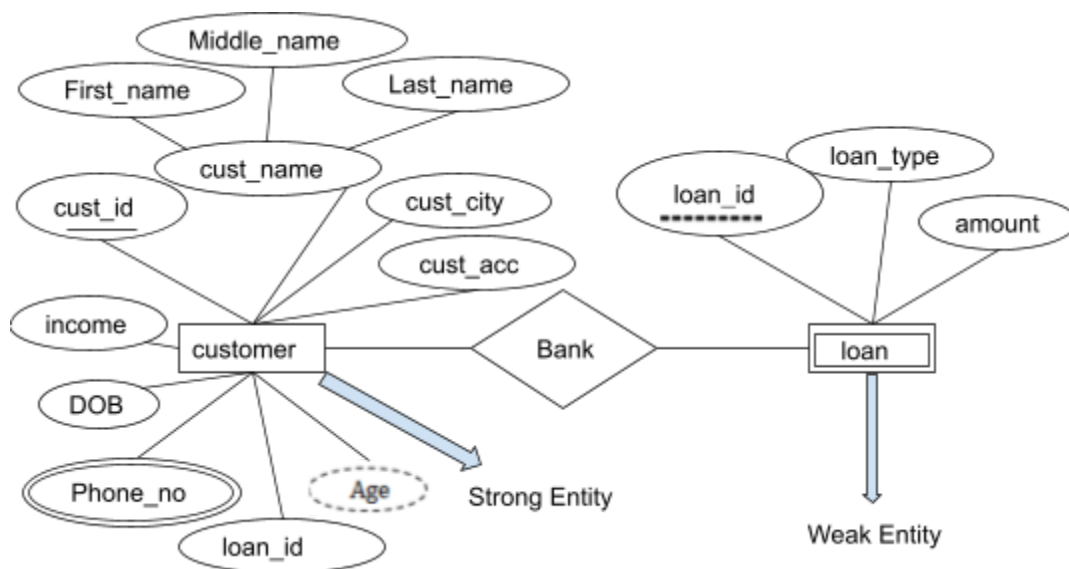 Middle_name
First_name
Last_name
cust_name
loan_type
cust_id
loan_id
cust_city
amount
cust_acc
income
customer
Bank
loan
DOB
Phone_no
Age
Strong Entity
loan_id
Weak Entity